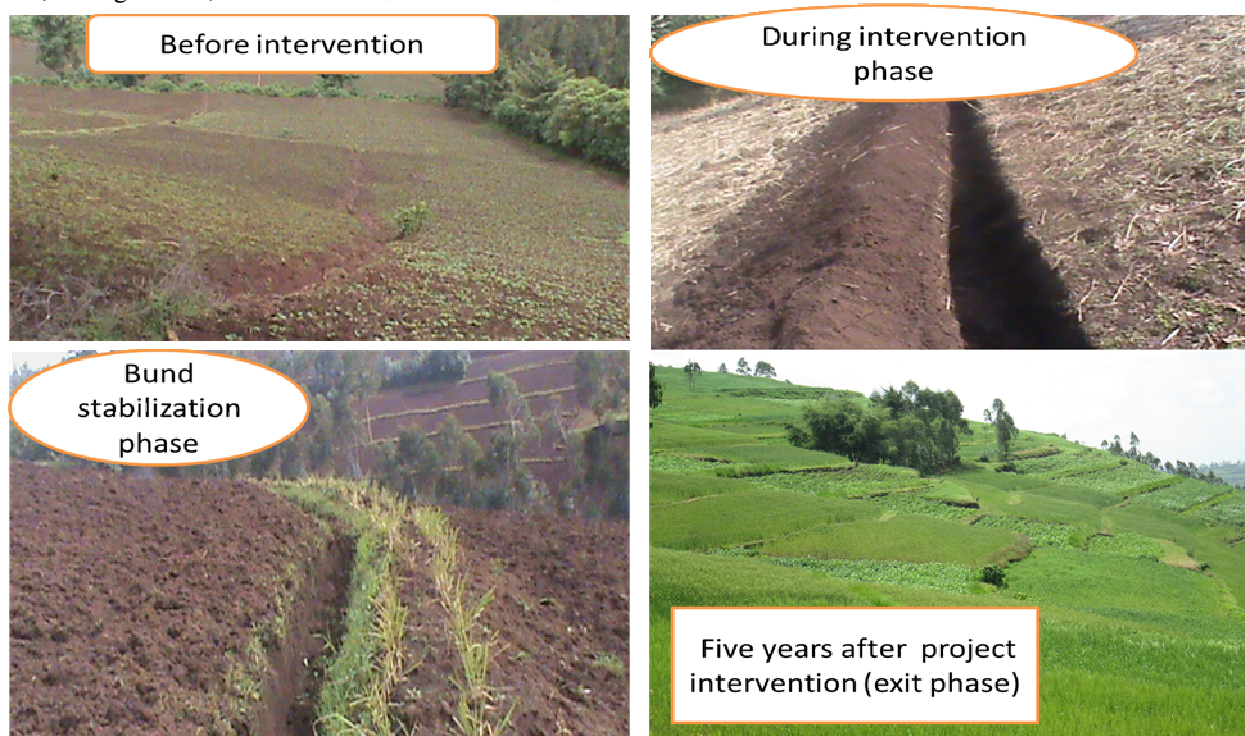 Before intervention
During intervention
phase
Bund
stabilization
phase
Five years after project
intervention (exit phase)